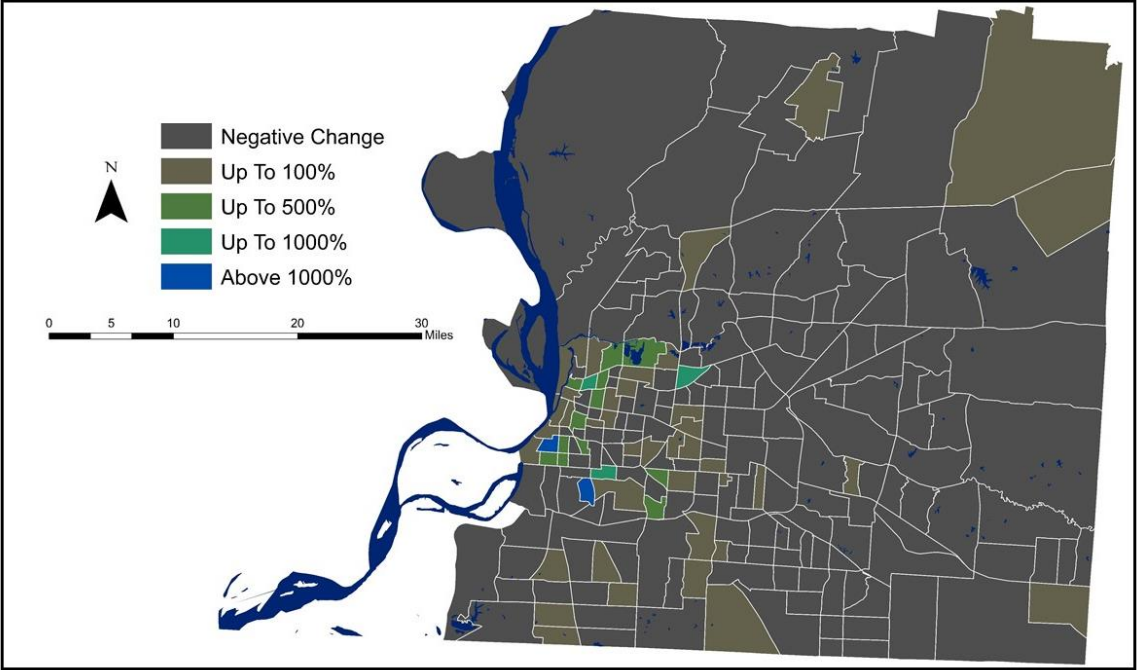 Negative Change
N
Up To 100%
Up To 500%
Up To 1000%
Above 1000%
0 5 10 20 30
Miles